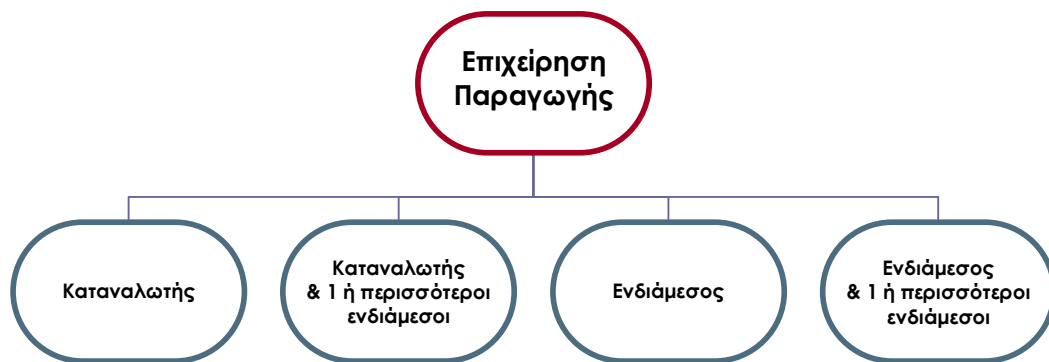 Επιχείρηση
Παραγωγής
Καταναλωτής
Καταναλωτής
& 1 ή περισσότεροι
ενδιάμεσοι
Ενδιάμεσος
Ενδιάμεσος
& 1 ή περισσότεροι
ενδιάμεσοι